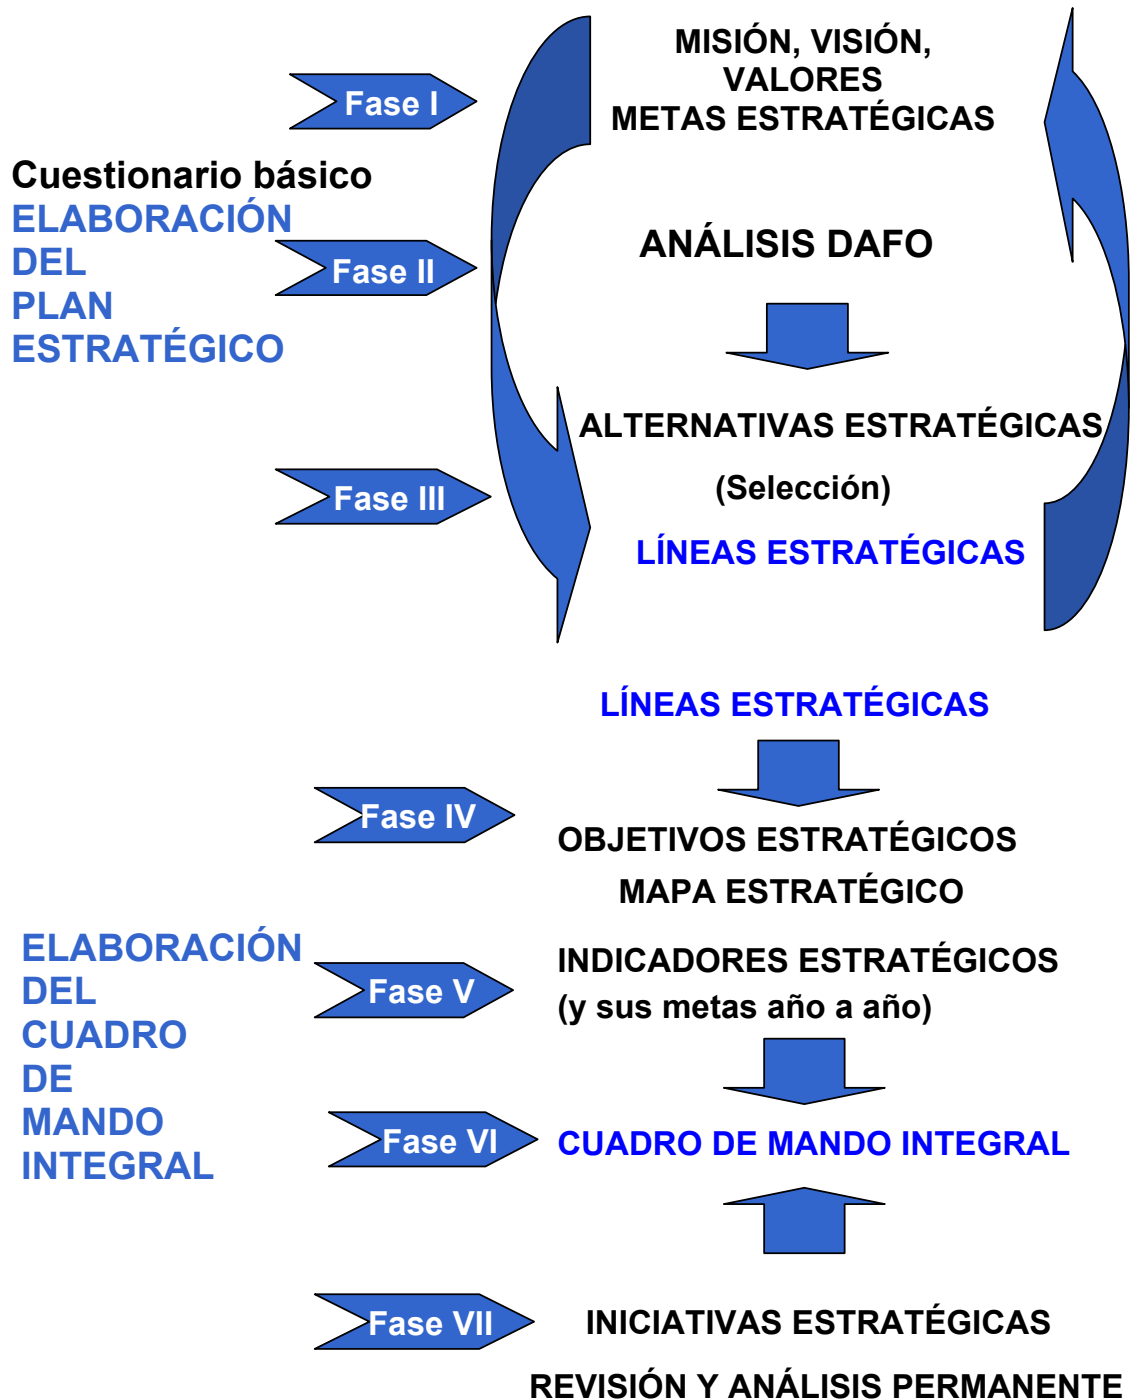 MISIÓN, VISIÓN,
VALORES
METAS ESTRATÉGICAS
Fase I
Cuestionario básico
ELABORACIÓN
DEL
PLAN
ESTRATÉGICO
Fase II
ANÁLISIS DAFO
ALTERNATIVAS ESTRATÉGICAS
Fase III
(Selección)
LÍNEAS ESTRATÉGICAS
LÍNEAS ESTRATÉGICAS
Fase IV
OBJETIVOS ESTRATÉGICOS
MAPA ESTRATÉGICO
ELABORACIÓN
DEL
CUADRO
DE
MANDO
INTEGRAL
Fase V
INDICADORES ESTRATÉGICOS
(y sus metas año a año)
Fase VI
CUADRO DE MANDO INTEGRAL
Fase VII
INICIATIVAS ESTRATÉGICAS
REVISIÓN Y ANÁLISIS PERMANENTE